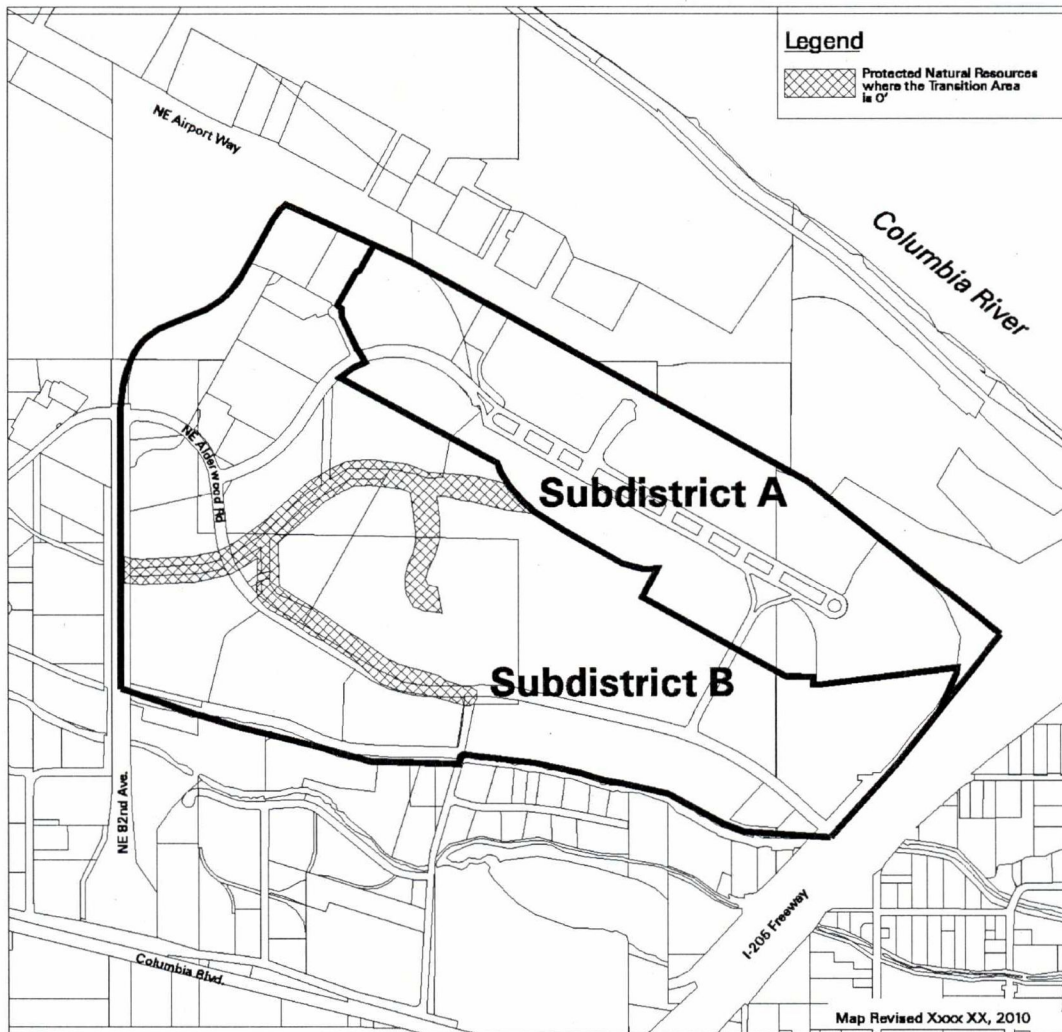 Legend
Protected Natural Resources
where the Transition Area
is 0'
NE Airport Way
Columbia River
NE Alderwood Rd
Subdistrict A
Subdistrict B
NE 82nd Ave.
I-205 Freeway
Columbia Blvd.
Map Revised Xxxx XX, 2010